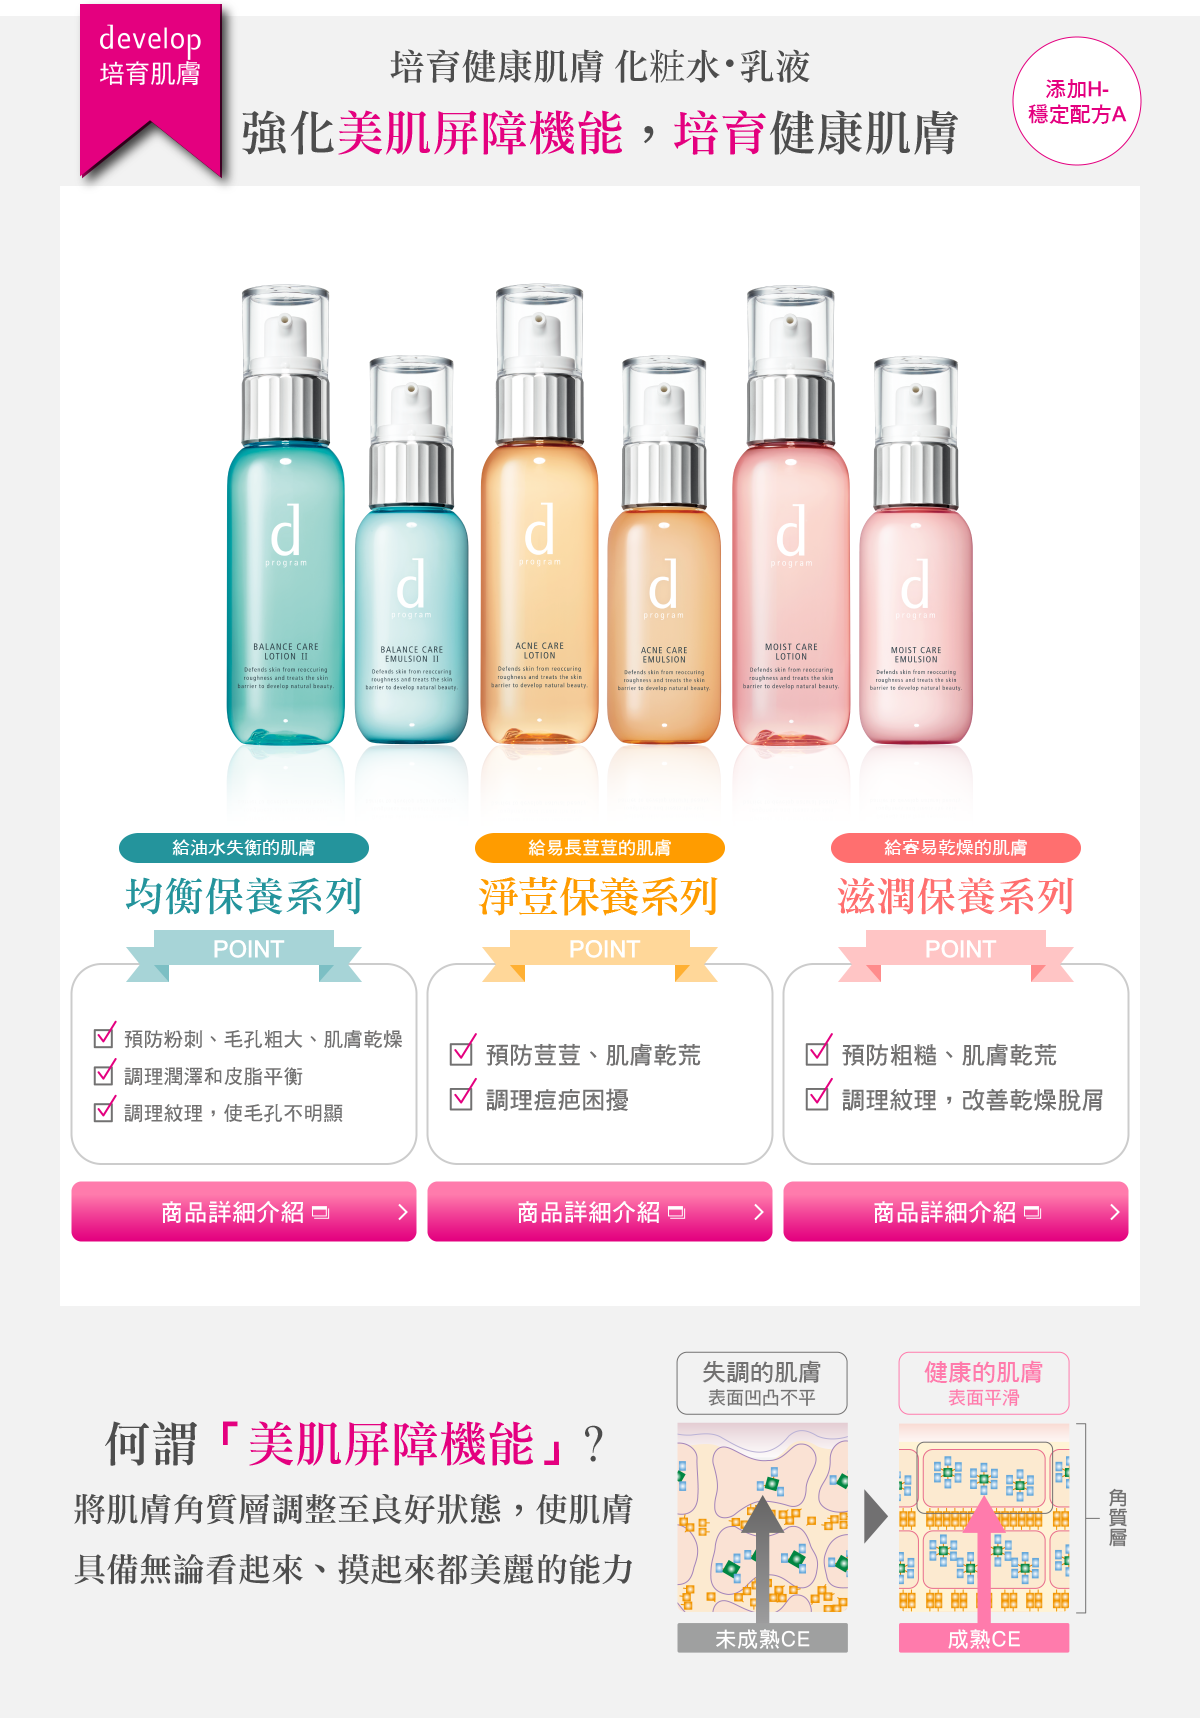 develop
培育肌膚
培育健康肌膚 化粧水・乳液
強化美肌屏障機能，培育健康肌膚
添加H-
穩定配方A
d
program
BALANCE CARE
LOTION II
Defends skin from reoccuring
roughness and treats the skin
barrier to develop natural beauty.
d
program
BALANCE CARE
EMULSION II
Defends skin from reoccuring
roughness and treats the skin
barrier to develop natural beauty.
d
program
ACNE CARE
LOTION
Defends skin from reoccuring
roughness and treats the skin
barrier to develop natural beauty.
d
program
ACNE CARE
EMULSION
Defends skin from reoccuring
roughness and treats the skin
barrier to develop natural beauty.
d
program
MOIST CARE
LOTION
Defends skin from reoccuring
roughness and treats the skin
barrier to develop natural beauty.
d
program
MOIST CARE
EMULSION
Defends skin from reoccuring
roughness and treats the skin
barrier to develop natural beauty.
給油水失衡的肌膚
均衡保養系列
POINT
預防粉刺、毛孔粗大、肌膚乾燥
調理潤澤和皮脂平衡
調理紋理，使毛孔不明顯
商品詳細介紹
給易長荳荳的肌膚
淨荳保養系列
POINT
預防荳荳、肌膚乾荒
調理痘疤困擾
商品詳細介紹
給容易乾燥的肌膚
滋潤保養系列
POINT
預防粗糙、肌膚乾荒
調理紋理，改善乾燥脫屑
商品詳細介紹
何謂「美肌屏障機能」?
將肌膚角質層調整至良好狀態，使肌膚
具備無論看起來、摸起來都美麗的能力
失調的肌膚
表面凹凸不平
未成熟CE
健康的肌膚
表面平滑
成熟CE
角質層